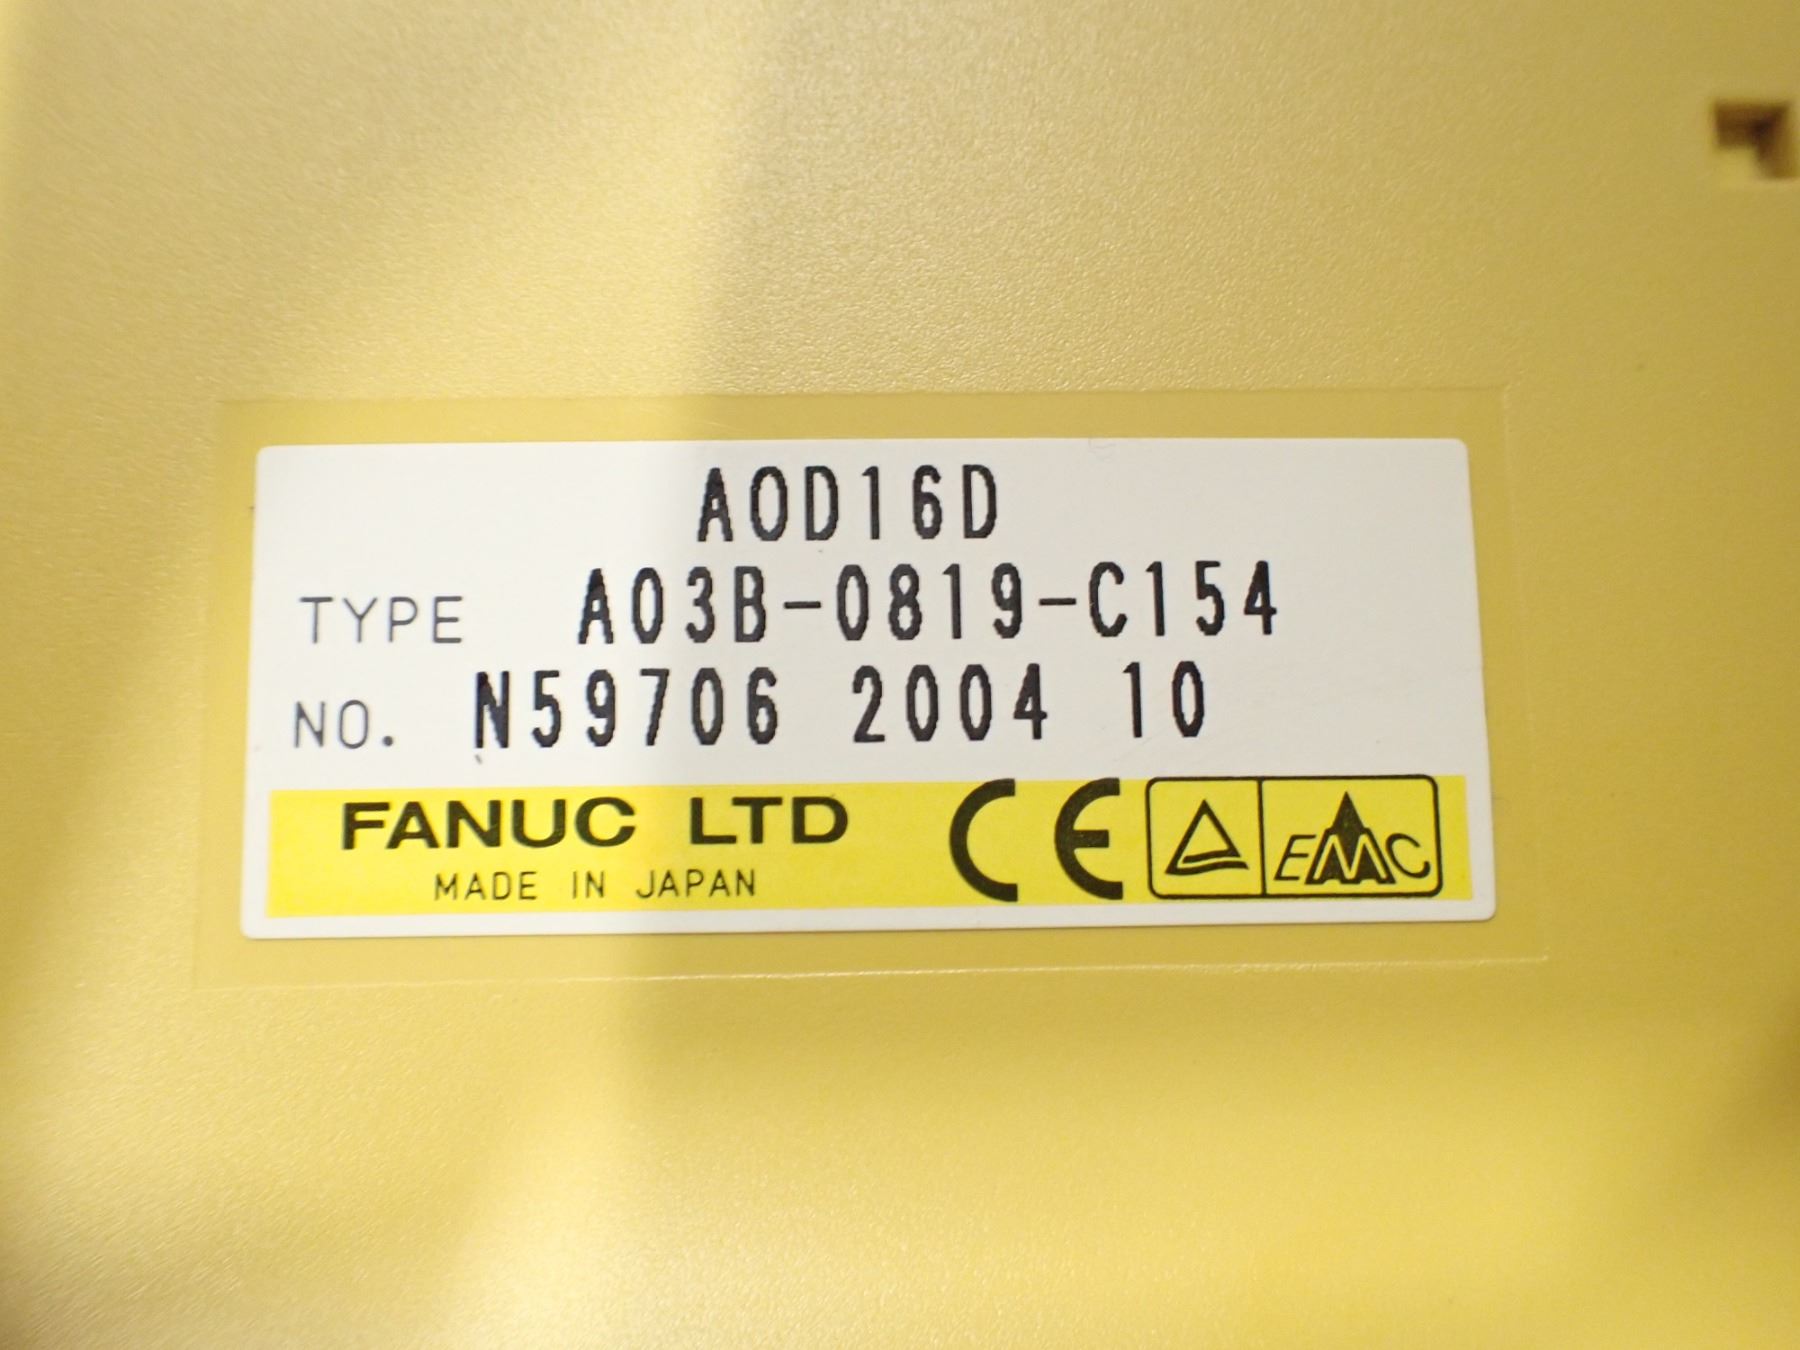 AOD16D
TYPE A03B-0819-C154
NO. N59706 2004 10
FANUC LTD CE EMC
MADE IN JAPAN